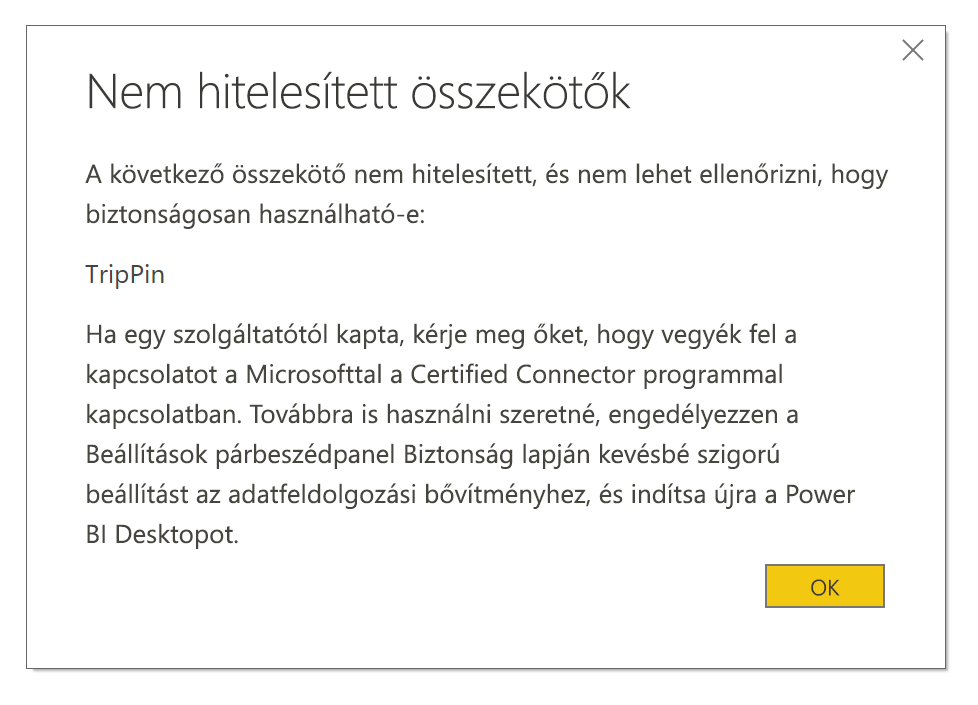 Nem hitelesített összekötők
A következő összekötő nem hitelesített, és nem lehet ellenőrizni, hogy
biztonságosan használható-e:
TripPin
Ha egy szolgáltatótól kapta, kérje meg őket, hogy vegyék fel a
kapcsolatot a Microsofttal a Certified Connector programmal
kapcsolatban. Továbbra is használni szeretné, engedélyezzen a
Beállítások párbeszédpanel Biztonság lapján kevésbé szigorú
beállítást az adatfeldolgozási bővítményhez, és indítsa újra a Power
BI Desktopot.
OK